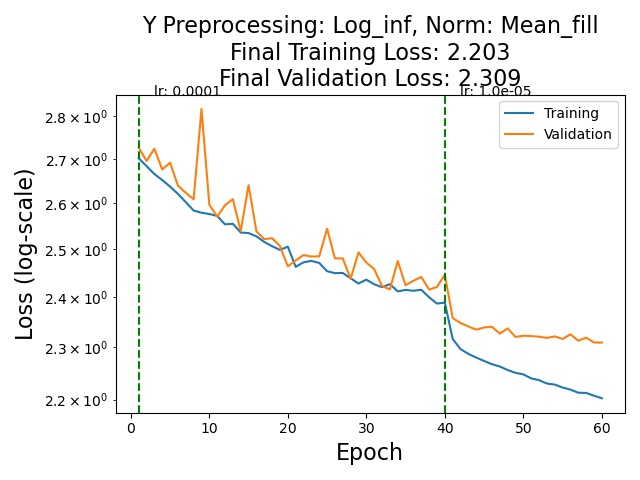 Y Preprocessing: Log_inf, Norm: Mean_fill
Final Training Loss: 2.203
Final Validation Loss: 2.309
lr: 0.0001
lr: 1.0e-05
Training
Validation
2.8 × 10⁰
2.7 × 10⁰
2.6 × 10⁰
2.5 × 10⁰
2.4 × 10⁰
2.3 × 10⁰
2.2 × 10⁰
Loss (log-scale)
0 10 20 30 40 50 60
Epoch